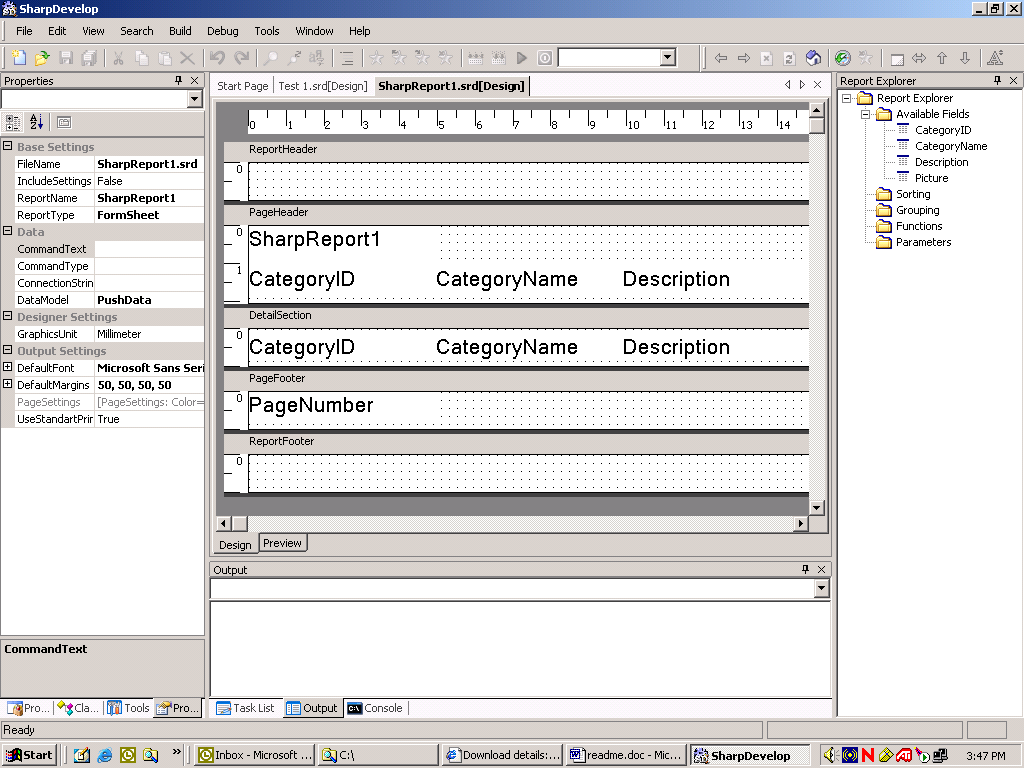 SharpDevelop
File Edit View Search Build Debug Tools Window Help
Properties
Base Settings
FileName SharpReport1.srd
IncludeSettings False
ReportName SharpReport1
ReportType FormSheet
Data
CommandText
CommandType
ConnectionStrin
DataModel PushData
Designer Settings
GraphicsUnit Millimeter
Output Settings
DefaultFont Microsoft Sans Seri
DefaultMargins 50, 50, 50, 50
PageSettings [PageSettings: Color=
UseStandartPrir True
CommandText
Pro... Cla... Tools Pro...
Start Page Test 1.srd[Design] SharpReport1.srd[Design]
0 1 2 3 4 5 6 7 8 9 10 11 12 13 14
ReportHeader
0
PageHeader
0
SharpReport1
1
CategoryID CategoryName Description
DetailSection
0
CategoryID CategoryName Description
PageFooter
0
PageNumber
ReportFooter
0
Design Preview
Output
Task List Output Console
Report Explorer
Report Explorer
Available Fields
CategoryID
CategoryName
Description
Picture
Sorting
Grouping
Functions
Parameters
Ready
Start » Inbox - Microsoft ... C:\ Download details:... readme.doc - Mic... SharpDevelop 3:47 PM